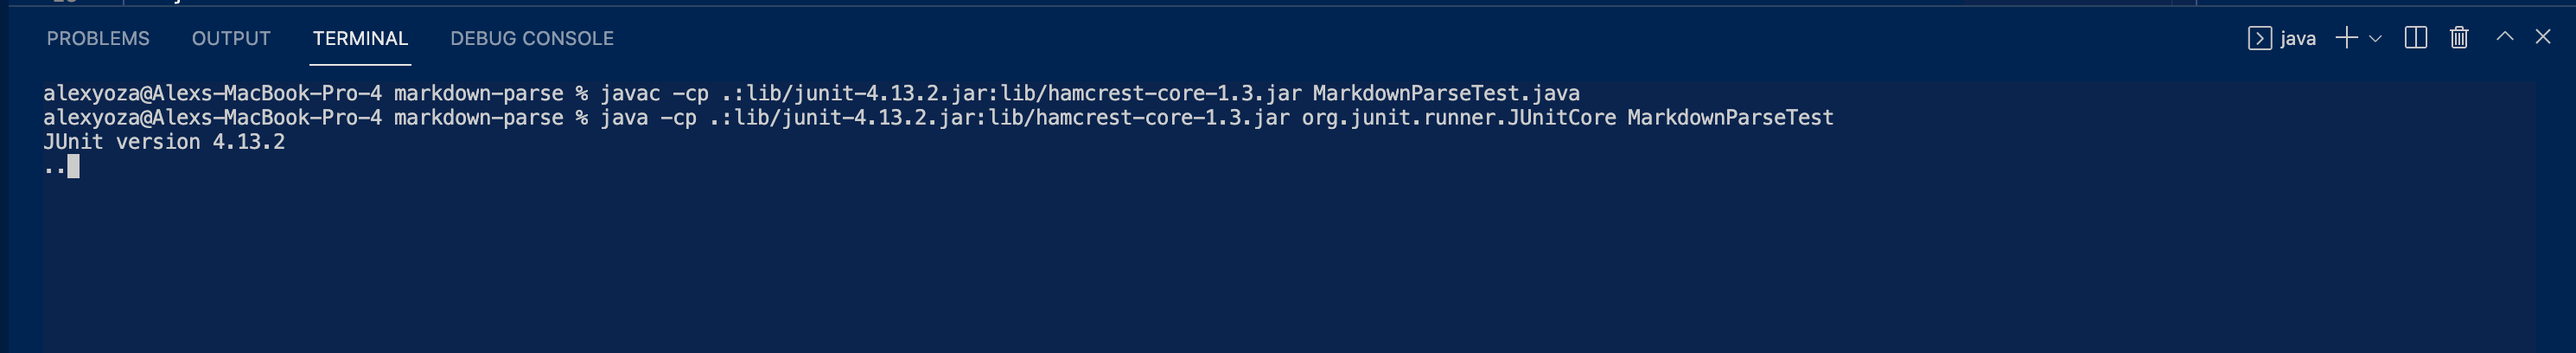 PROBLEMS OUTPUT TERMINAL DEBUG CONSOLE java
alexyoza@Alexs-MacBook-Pro-4 markdown-parse % javac -cp .:lib/junit-4.13.2.jar:lib/hamcrest-core-1.3.jar MarkdownParseTest.java
alexyoza@Alexs-MacBook-Pro-4 markdown-parse % java -cp .:lib/junit-4.13.2.jar:lib/hamcrest-core-1.3.jar org.junit.runner.JUnitCore MarkdownParseTest
JUnit version 4.13.2
..